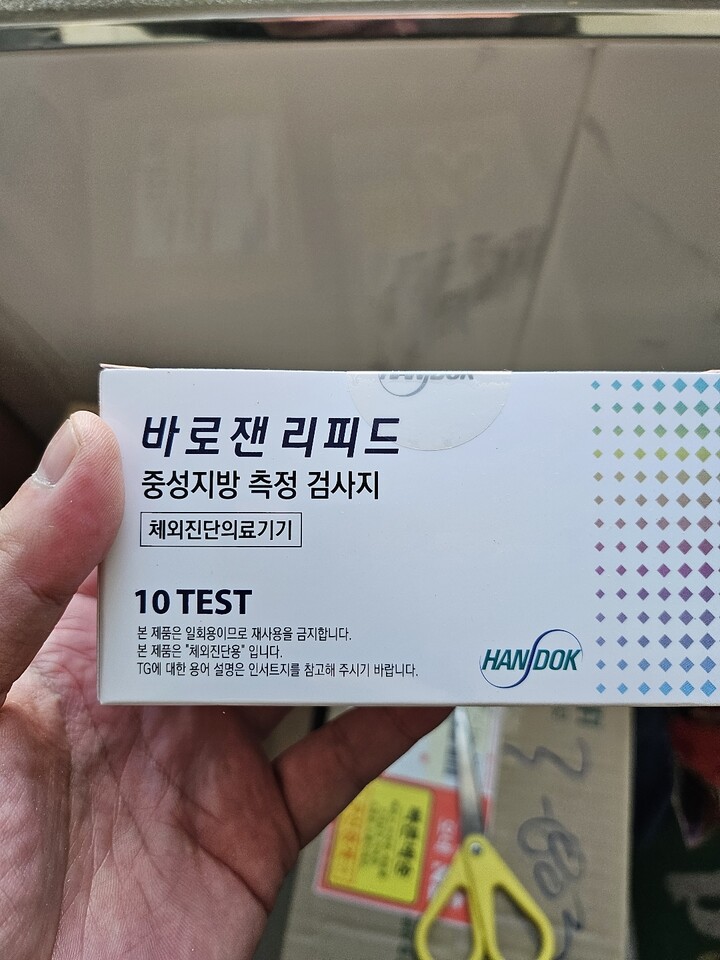 HANDOK
바로잰 리피드
중성지방 측정 검사지
체외진단의료기기
10 TEST
본 제품은 일회용이므로 재사용을 금지합니다.
본 제품은 "체외진단용" 입니다.
TG에 대한 용어 설명은 인서트지를 참고해 주시기 바랍니다.
HANDOK